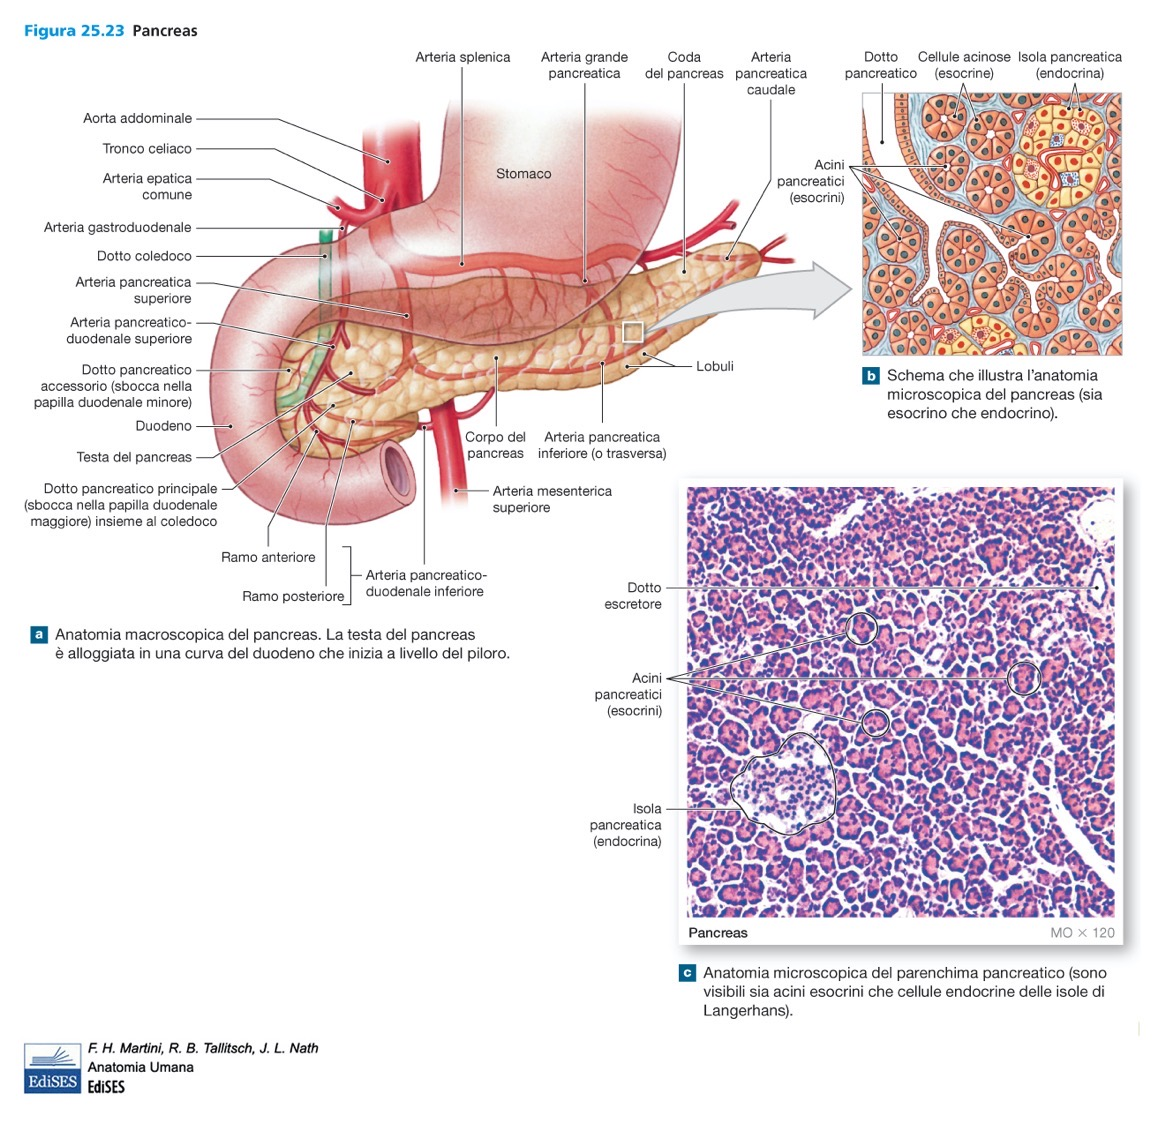 Figura 25.23 Pancreas
Arteria splenica
Arteria grande
pancreatica
Coda
del pancreas
Arteria
pancreatica
caudale
Aorta addominale
Tronco celiaco
Arteria epatica
comune
Arteria gastroduodenale
Dotto coledoco
Arteria pancreatica
superiore
Arteria pancreatico-
duodenale superiore
Dotto pancreatico
accessorio (sbocca nella
papilla duodenale minore)
Duodeno
Testa del pancreas
Dotto pancreatico principale
(sbocca nella papilla duodenale
maggiore) insieme al coledoco
Stomaco
Lobuli
Corpo del
pancreas
Arteria pancreatica
inferiore (o trasversa)
Arteria mesenterica
superiore
Ramo anteriore
Ramo posteriore
Arteria pancreatico-
duodenale inferiore
a Anatomia macroscopica del pancreas. La testa del pancreas
è alloggiata in una curva del duodeno che inizia a livello del piloro.
Dotto
pancreatico
Cellule acinose
(esocrine)
Isola pancreatica
(endocrina)
Acini
pancreatici
(esocrini)
b Schema che illustra l'anatomia
microscopica del pancreas (sia
esocrino che endocrino).
Dotto
escretore
Acini
pancreatici
(esocrini)
Isola
pancreatica
(endocrina)
Pancreas
MO × 120
c Anatomia microscopica del parenchima pancreatico (sono
visibili sia acini esocrini che cellule endocrine delle isole di
Langerhans).
F. H. Martini, R. B. Tallitsch, J. L. Nath
Anatomia Umana
EdiSES
EdiSES